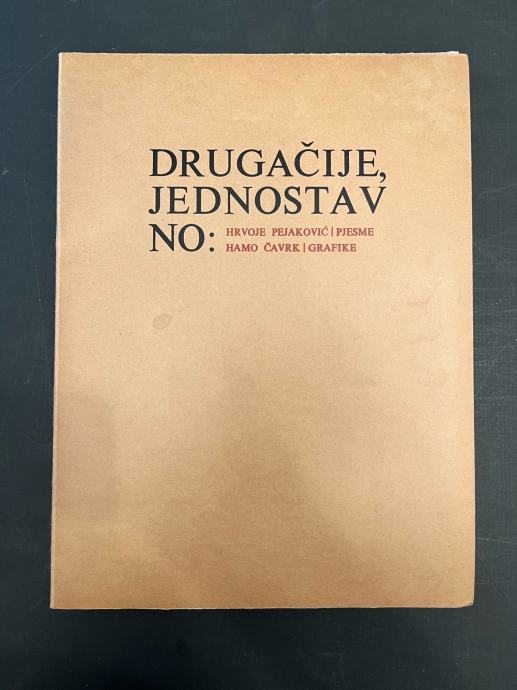 DRUGAČIJE,
JEDNOSTAV
NO:
HRVOJE PEJAKOVIĆ | PJESME
HAMO ČAVRK | GRAFIKE